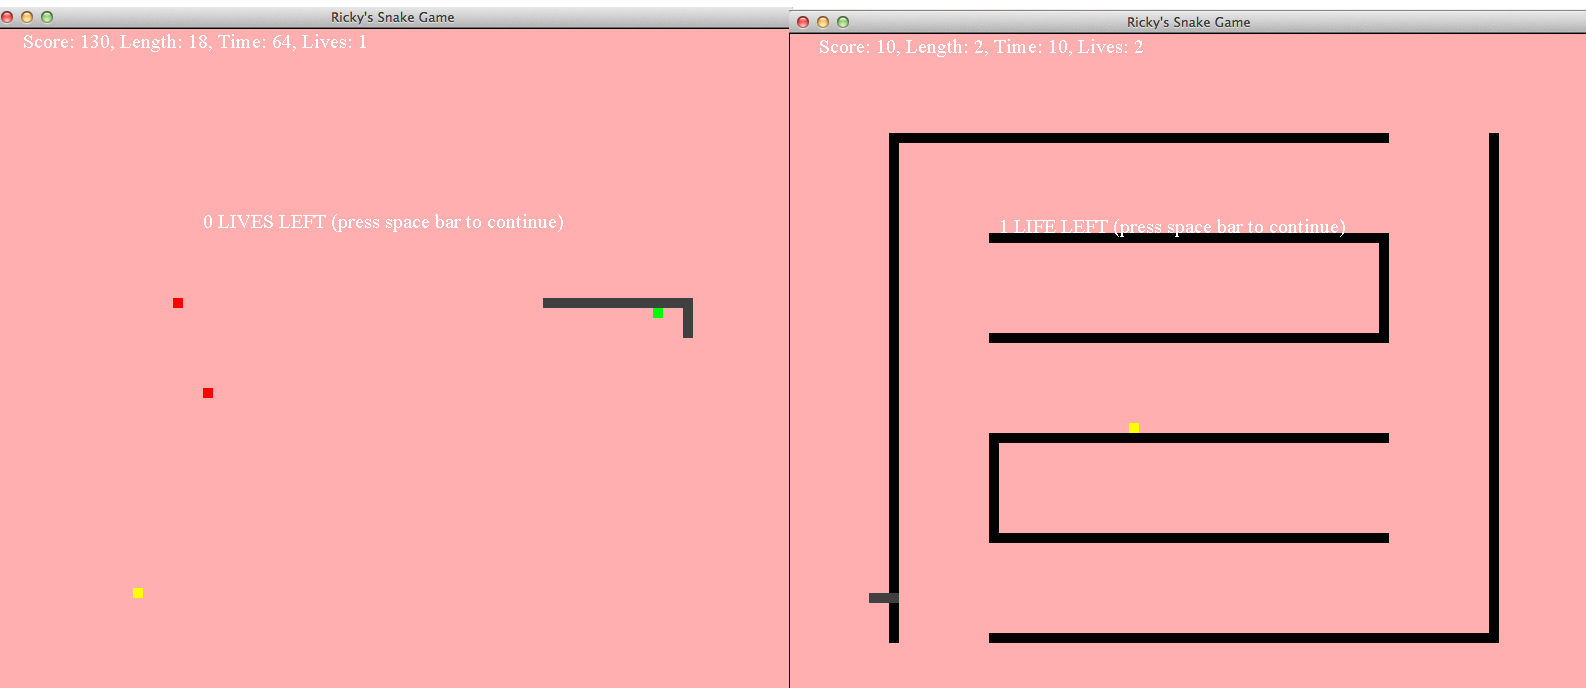 Ricky's Snake Game
Score: 130, Length: 18, Time: 64, Lives: 1
0 LIVES LEFT (press space bar to continue)
Ricky's Snake Game
Score: 10, Length: 2, Time: 10, Lives: 2
1 LIFE LEFT (press space bar to continue)